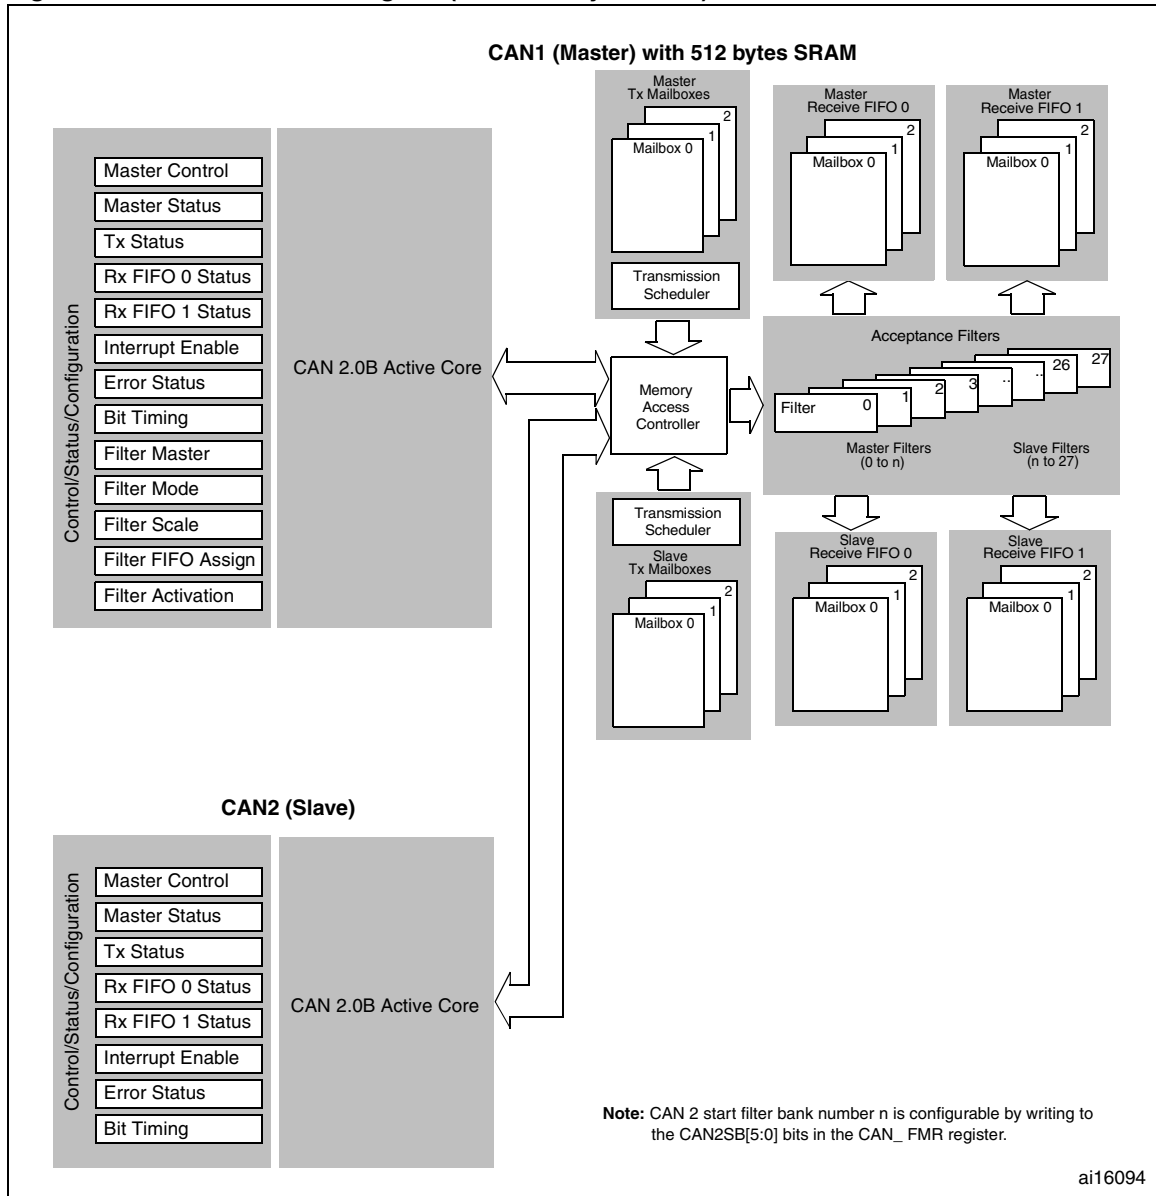 CAN1 (Master) with 512 bytes SRAM
Control/Status/Configuration
Master Control
Master Status
Tx Status
Rx FIFO 0 Status
Rx FIFO 1 Status
Interrupt Enable
Error Status
Bit Timing
Filter Master
Filter Mode
Filter Scale
Filter FIFO Assign
Filter Activation
CAN 2.0B Active Core
Master
Tx Mailboxes
2
1
Mailbox 0
Transmission
Scheduler
Master
Receive FIFO 0
2
1
Mailbox 0
Master
Receive FIFO 1
2
1
Mailbox 0
Memory
Access
Controller
Acceptance Filters
Filter 0 1 2 3 .. .. 26 27
Master Filters
(0 to n)
Slave Filters
(n to 27)
Transmission
Scheduler
Slave
Tx Mailboxes
2
1
Mailbox 0
Slave
Receive FIFO 0
2
1
Mailbox 0
Slave
Receive FIFO 1
2
1
Mailbox 0
CAN2 (Slave)
Control/Status/Configuration
Master Control
Master Status
Tx Status
Rx FIFO 0 Status
Rx FIFO 1 Status
Interrupt Enable
Error Status
Bit Timing
CAN 2.0B Active Core
Note: CAN 2 start filter bank number n is configurable by writing to
the CAN2SB[5:0] bits in the CAN_ FMR register.
ai16094